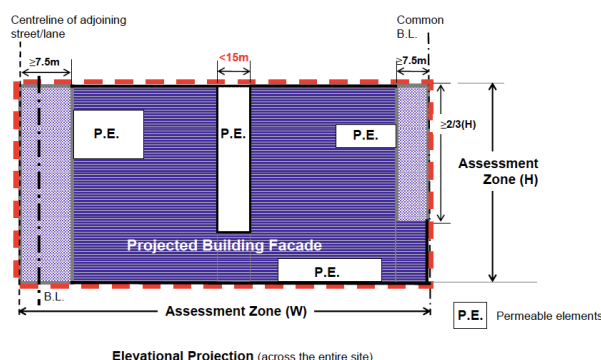 Centreline of adjoining
street/lane
Common
B.L.
≥7.5m
<15m
≥7.5m
P.E.
P.E.
P.E.
≥2/3(H)
Assessment
Zone (H)
Projected Building Facade
P.E.
B.L.
Assessment Zone (W)
P.E.
Permeable elements
Elevational Projection (across the entire site)